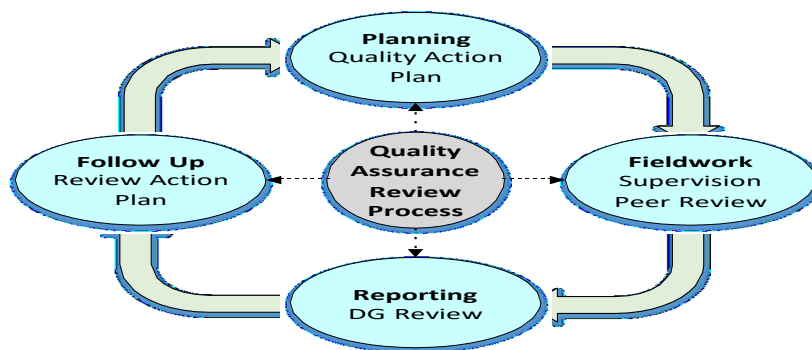 Planning
Quality Action
Plan
Follow Up
Review Action
Plan
Quality
Assurance
Review
Process
Fieldwork
Supervision
Peer Review
Reporting
DG Review